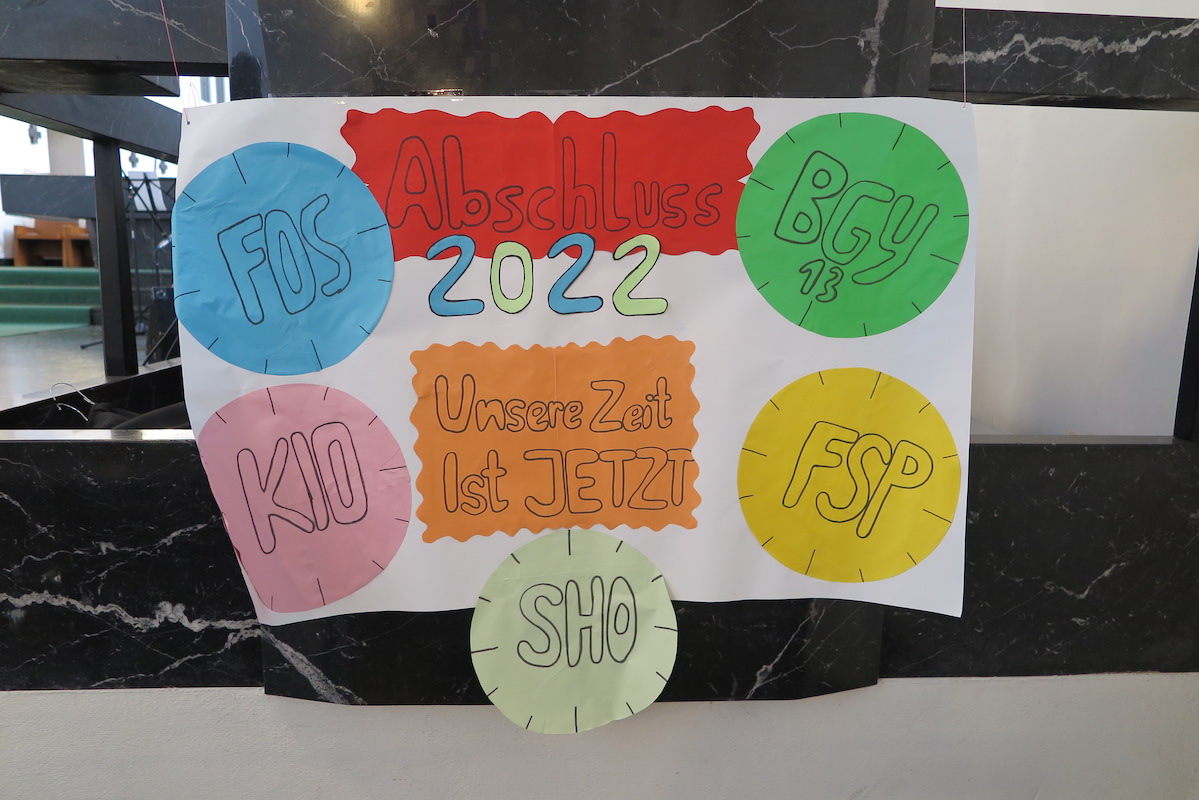 Abschluss
2022
FOS
BGY
13
Unsere Zeit
Ist JETZT
KIO
FSP
SHO